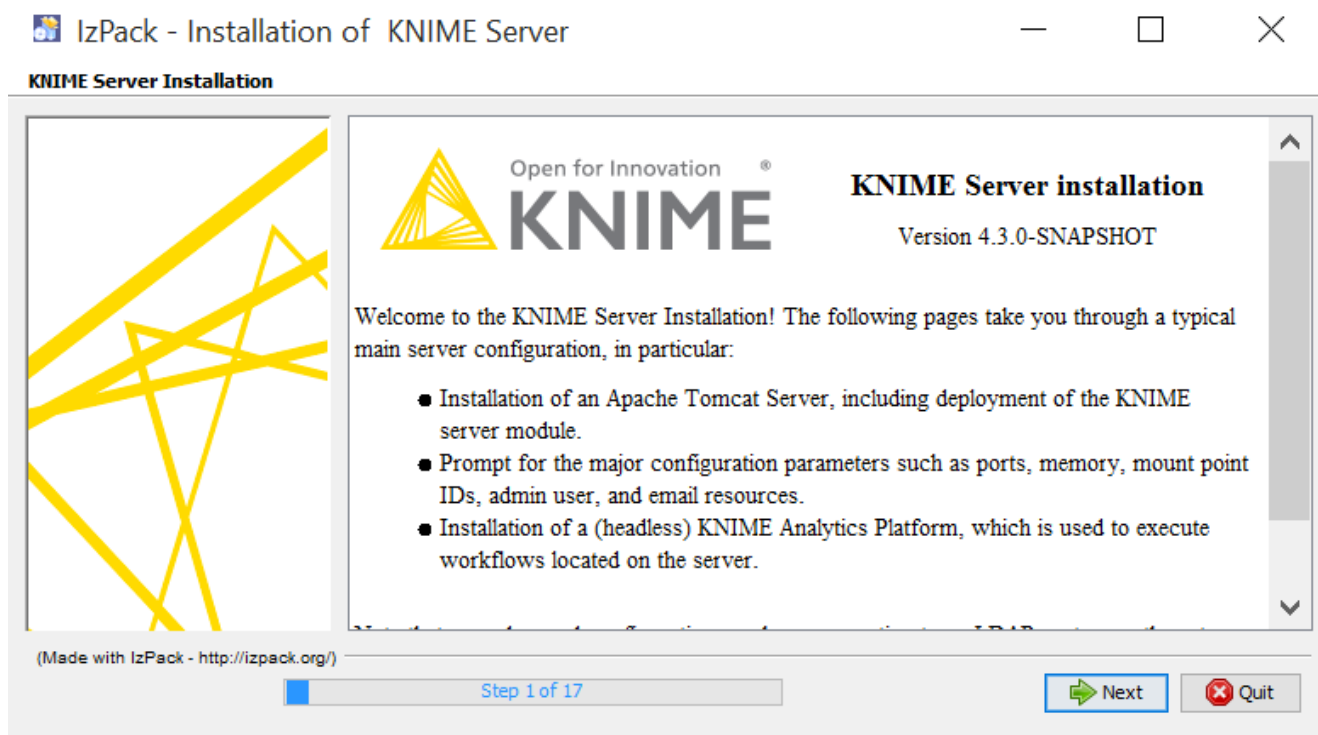 IzPack - Installation of KNIME Server
KNIME Server Installation
Open for Innovation ®
KNIME
KNIME Server installation
Version 4.3.0-SNAPSHOT
Welcome to the KNIME Server Installation! The following pages take you through a typical
main server configuration, in particular:
Installation of an Apache Tomcat Server, including deployment of the KNIME
server module.
Prompt for the major configuration parameters such as ports, memory, mount point
IDs, admin user, and email resources.
Installation of a (headless) KNIME Analytics Platform, which is used to execute
workflows located on the server.
(Made with IzPack - http://izpack.org/)
Step 1 of 17
Next
Quit